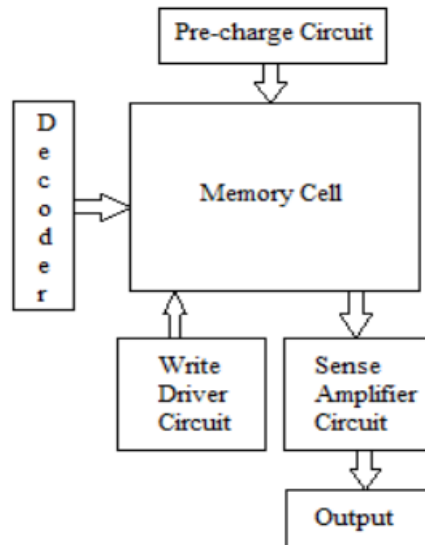 Pre-charge Circuit
D
e
c
o
d
e
r
Memory Cell
Write
Driver
Circuit
Sense
Amplifier
Circuit
Output